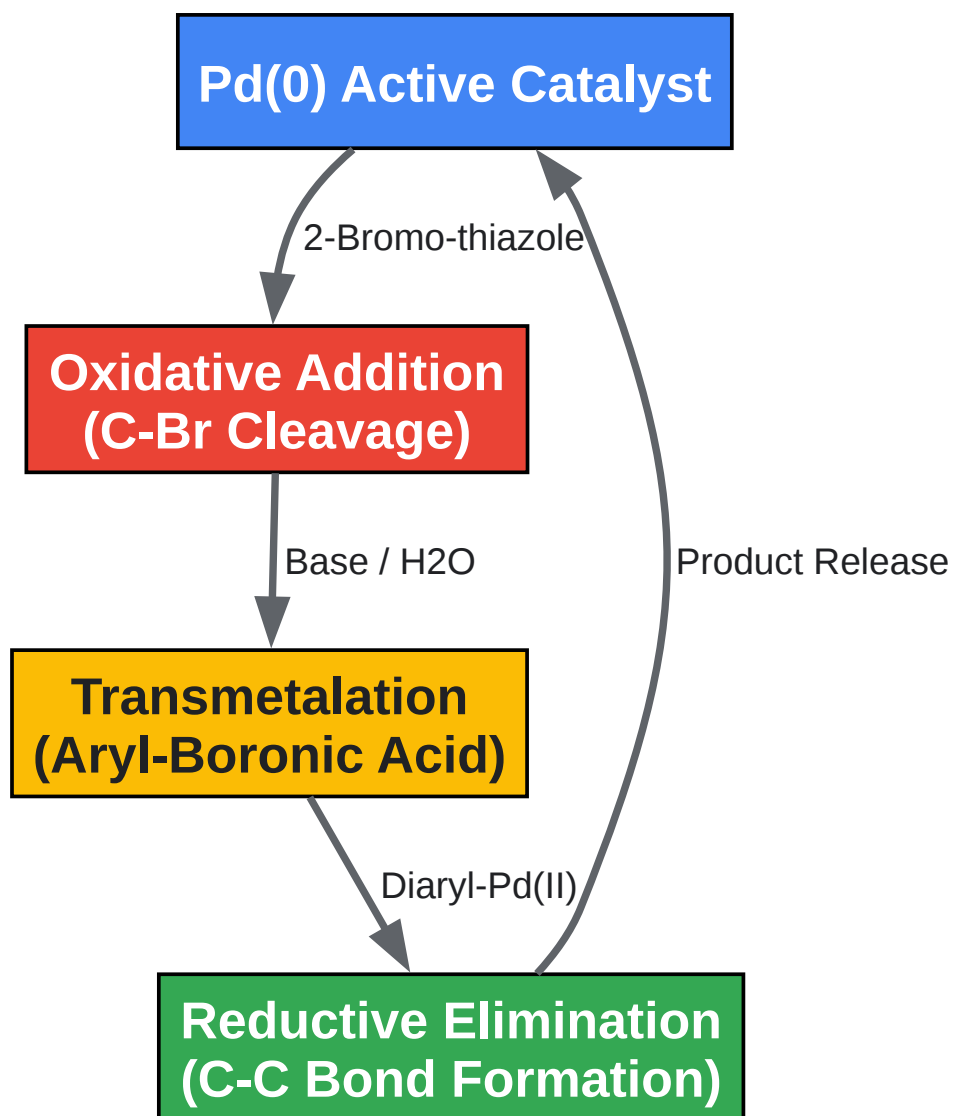 Pd(0) Active Catalyst
2-Bromo-thiazole
Oxidative Addition
(C-Br Cleavage)
Base / H2O
Product Release
Transmetalation
(Aryl-Boronic Acid)
Diaryl-Pd(II)
Reductive Elimination
(C-C Bond Formation)